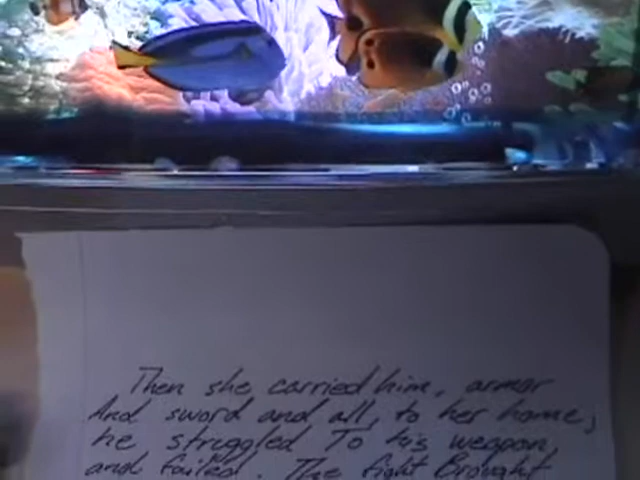 Then she carried him, armor
And sword and all, to her home;
he struggled To his weapon,
and failed. The fight Brought